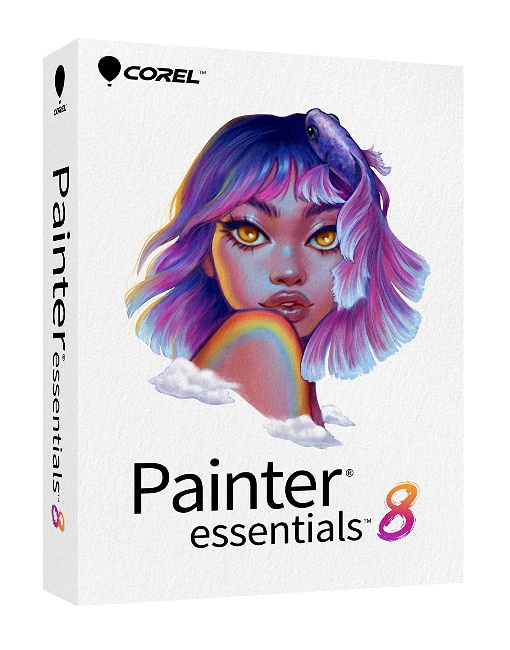 COREL™
COREL
Painter® essentials™ 8
Painter®
essentials™ 8